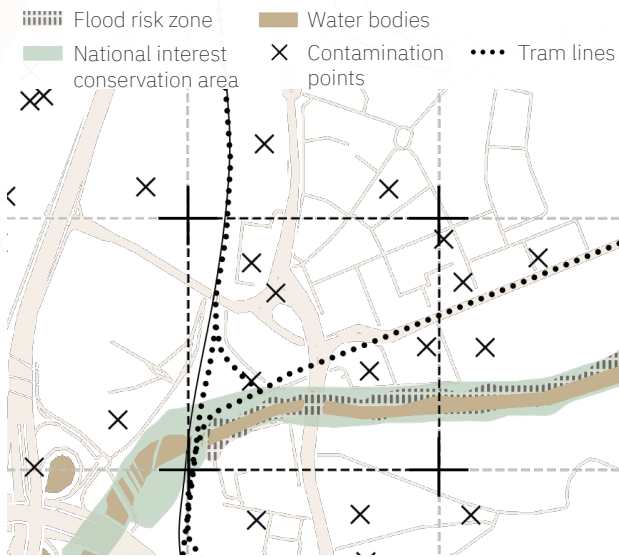 Flood risk zone
Water bodies
National interest
conservation area
Contamination
points
Tram lines